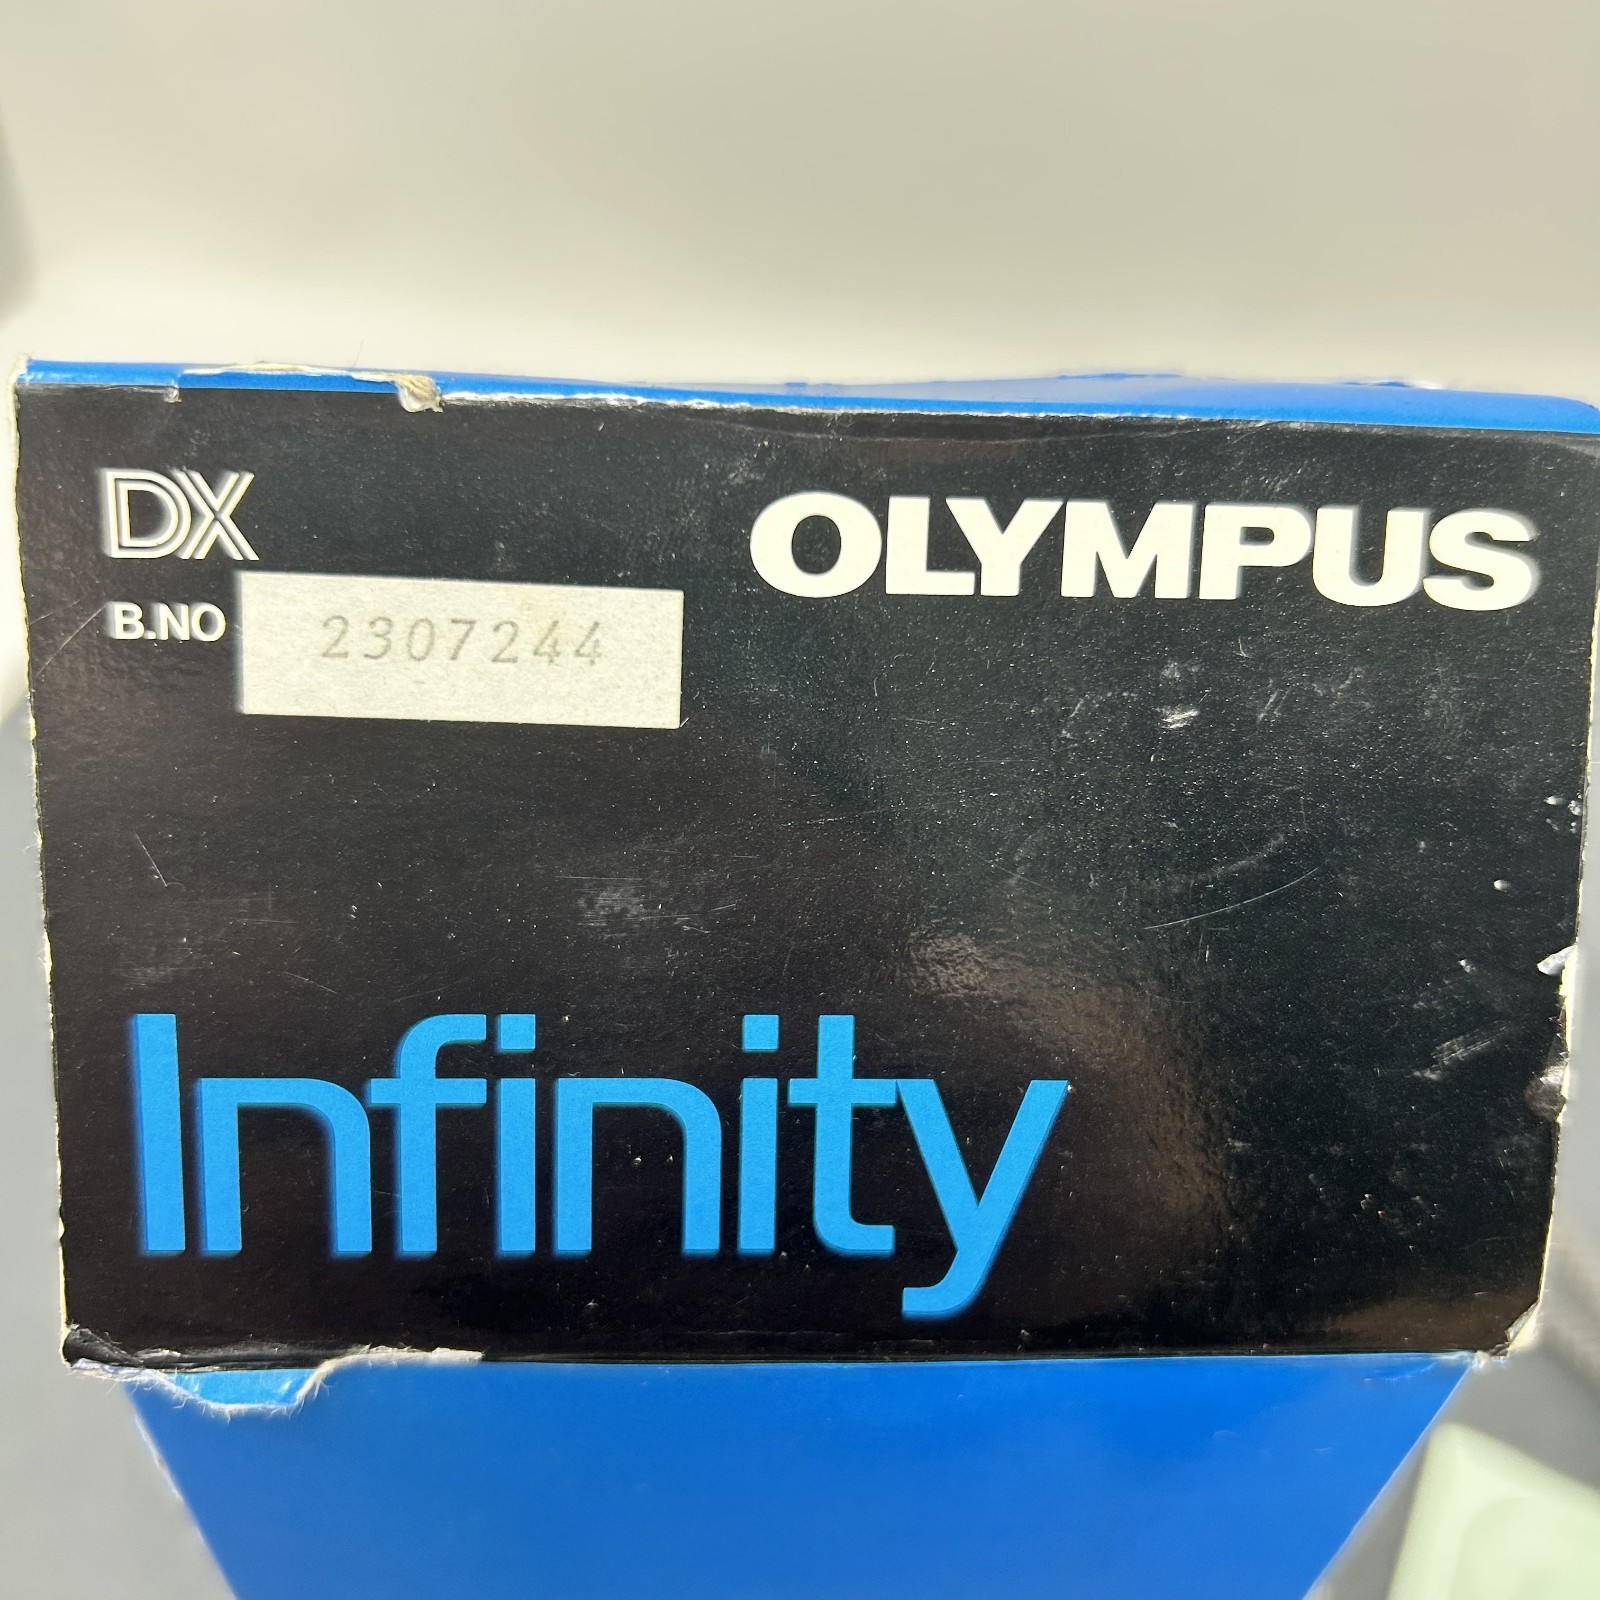 DX
OLYMPUS
B.NO 2307244
Infinity